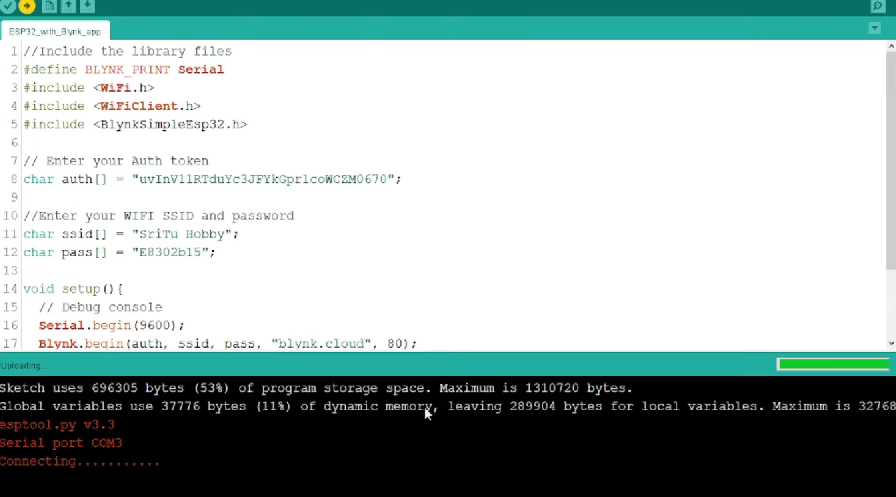 ESP32_with_Blynk_app
1 //Include the library files
2 #define BLYNK_PRINT Serial
3 #include <WiFi.h>
4 #include <WiFiClient.h>
5 #include <BlynkSimpleEsp32.h>
6
7 // Enter your Auth token
8 char auth[] = "uvInV11RTduYc3JFYkGpr1coWCZM0670";
9
10 //Enter your WIFI SSID and password
11 char ssid[] = "SriTu Hobby";
12 char pass[] = "E8302b15";
13
14 void setup(){
15 // Debug console
16 Serial.begin(9600);
17 Blynk.begin(auth, ssid, pass, "blynk.cloud", 80);
Uploading...
Sketch uses 696305 bytes (53%) of program storage space. Maximum is 1310720 bytes.
Global variables use 37776 bytes (11%) of dynamic memory, leaving 289904 bytes for local variables. Maximum is 32768
esptool.py v3.3
Serial port COM3
Connecting...........